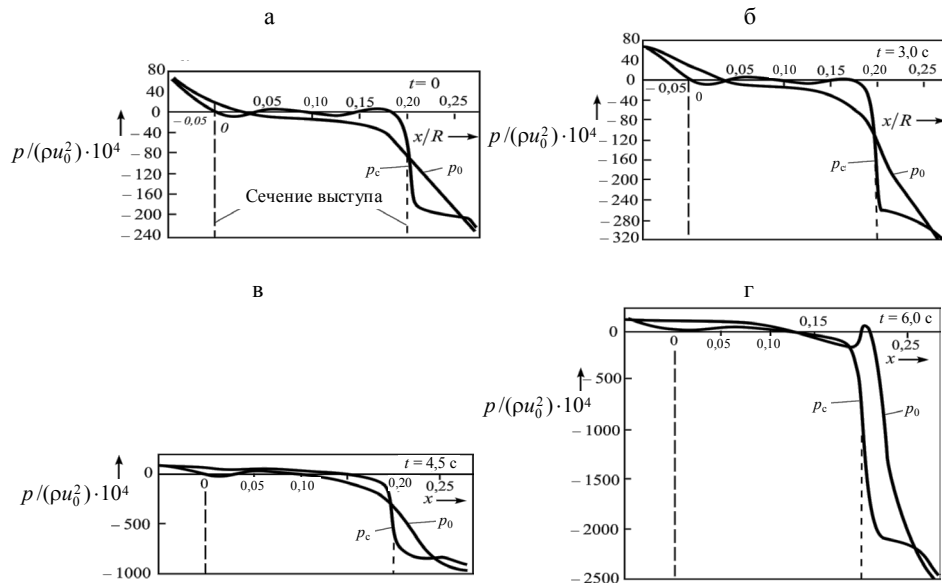 а
80
40
0
– 40
– 80
– 120
– 160
– 200
– 240
p/(ρu₀²)·10⁴
t = 0
– 0,05
0
0,05
0,10
0,15
0,20
0,25
x/R
p_c
p_0
Сечение выступа
б
80
40
0
– 40
– 80
– 120
– 160
– 200
– 240
– 280
– 320
p/(ρu₀²)·10⁴
t = 3,0 с
– 0,05
0
0,05
0,10
0,15
0,20
0,25
x/R
p_c
p_0
в
0
– 500
– 1000
p/(ρu₀²)·10⁴
t = 4,5 с
0
0,05
0,10
0,20
0,25
x
p_c
p_0
г
0
– 500
– 1000
– 1500
– 2000
– 2500
p/(ρu₀²)·10⁴
t = 6,0 с
0
0,05
0,10
0,15
0,25
x
p_c
p_0